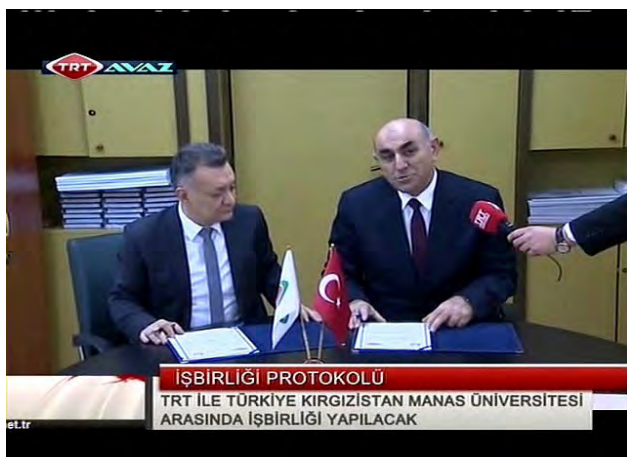 TRT AVAZ
TRT
İŞBİRLİĞİ PROTOKOLÜ
TRT İLE TÜRKİYE KIRGIZİSTAN MANAS ÜNİVERSİTESİ
ARASINDA İŞBİRLİĞİ YAPILACAK
et.tr